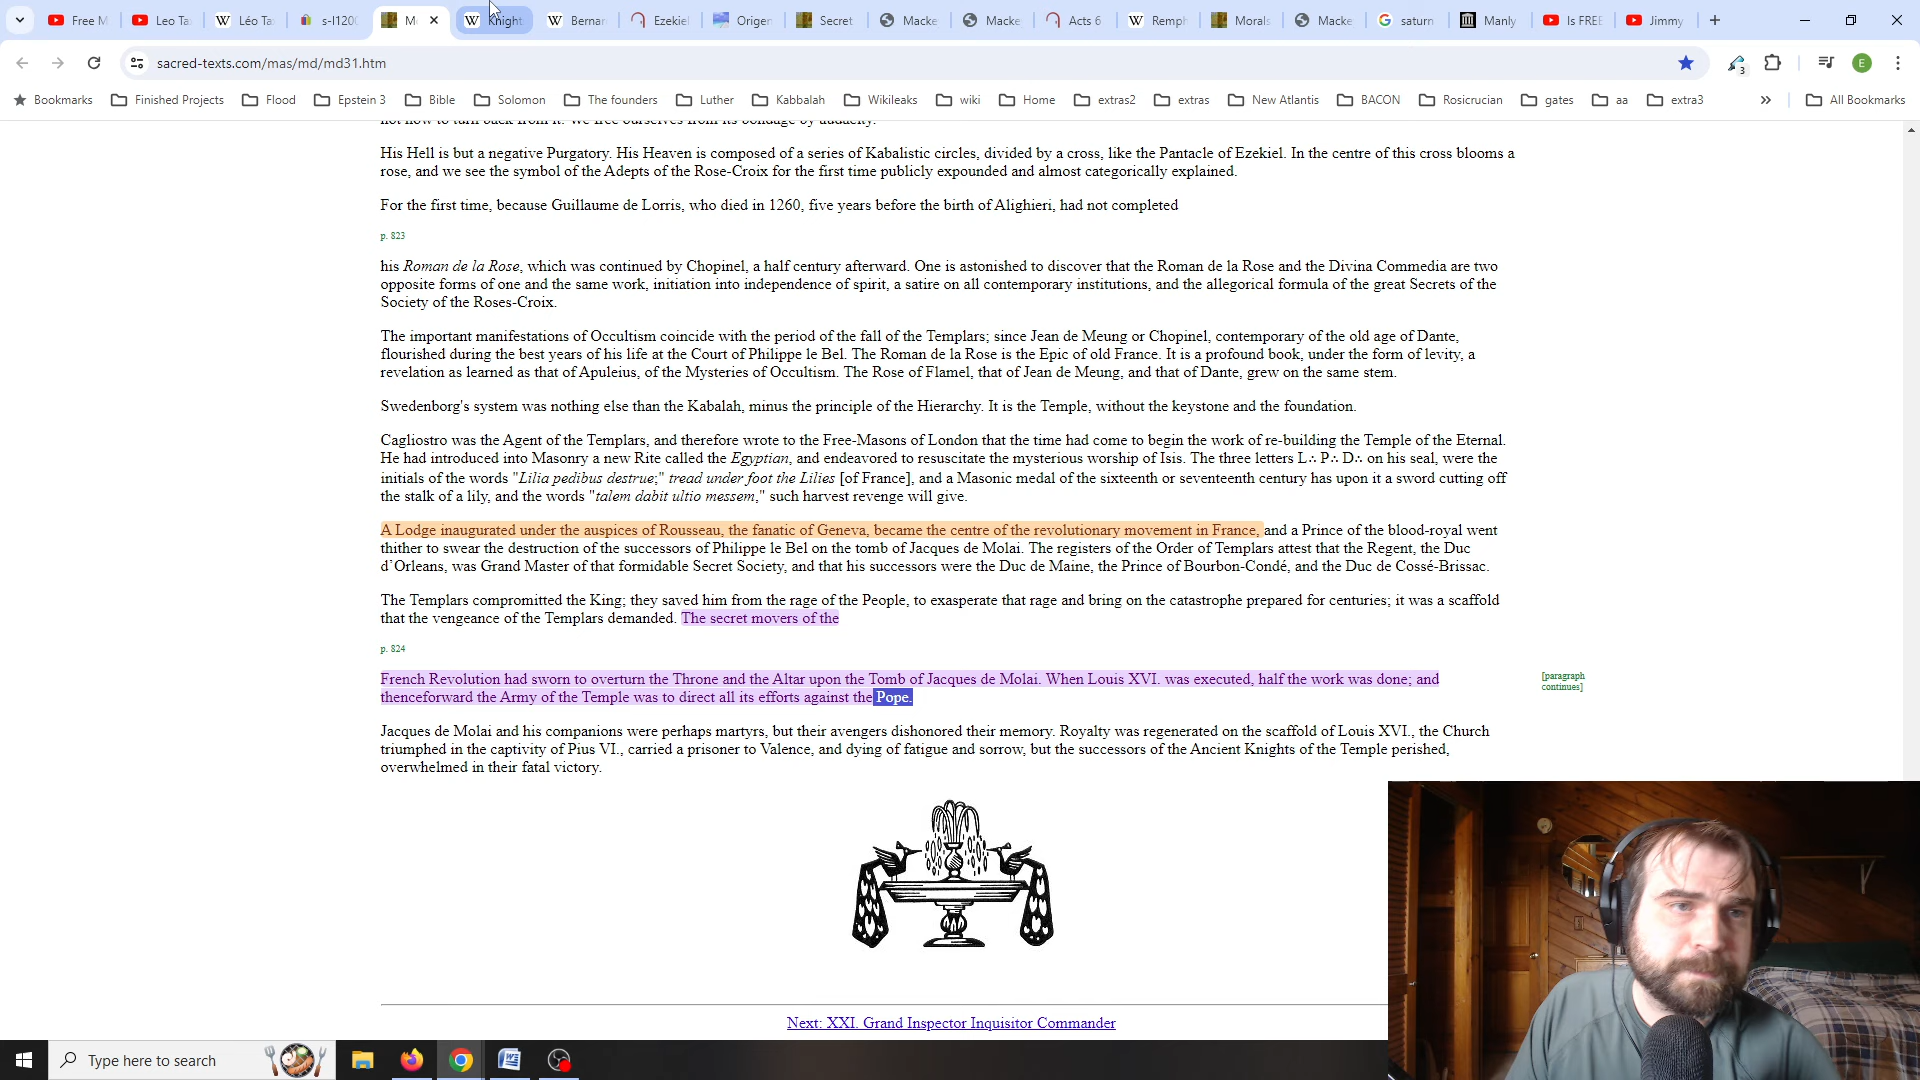 Free M
Leo Ta
Léo Ta
s-l120
M
Knight
Bernar
Ezekiel
Origen
Secret
Macke
Macke
Acts 6
Remph
Morals
Macke
saturn
Manly
Is FREE
Jimmy
sacred-texts.com/mas/md/md31.htm
3
E
Bookmarks
Finished Projects
Flood
Epstein 3
Bible
Solomon
The founders
Luther
Kabbalah
Wikileaks
wiki
Home
extras2
extras
New Atlantis
BACON
Rosicrucian
gates
aa
extra3
All Bookmarks
not how to turn back from it. We free ourselves from its bondage by audacity.
His Hell is but a negative Purgatory. His Heaven is composed of a series of Kabalistic circles, divided by a cross, like the Pantacle of Ezekiel. In the centre of this cross blooms a
rose, and we see the symbol of the Adepts of the Rose-Croix for the first time publicly expounded and almost categorically explained.
For the first time, because Guillaume de Lorris, who died in 1260, five years before the birth of Alighieri, had not completed
p. 823
his Roman de la Rose, which was continued by Chopinel, a half century afterward. One is astonished to discover that the Roman de la Rose and the Divina Commedia are two
opposite forms of one and the same work, initiation into independence of spirit, a satire on all contemporary institutions, and the allegorical formula of the great Secrets of the
Society of the Roses-Croix.
The important manifestations of Occultism coincide with the period of the fall of the Templars; since Jean de Meung or Chopinel, contemporary of the old age of Dante,
flourished during the best years of his life at the Court of Philippe le Bel. The Roman de la Rose is the Epic of old France. It is a profound book, under the form of levity, a
revelation as learned as that of Apuleius, of the Mysteries of Occultism. The Rose of Flamel, that of Jean de Meung, and that of Dante, grew on the same stem.
Swedenborg's system was nothing else than the Kabalah, minus the principle of the Hierarchy. It is the Temple, without the keystone and the foundation.
Cagliostro was the Agent of the Templars, and therefore wrote to the Free-Masons of London that the time had come to begin the work of re-building the Temple of the Eternal.
He had introduced into Masonry a new Rite called the Egyptian, and endeavored to resuscitate the mysterious worship of Isis. The three letters L∴ P∴ D∴ on his seal, were the
initials of the words "Lilia pedibus destrue;" tread under foot the Lilies [of France], and a Masonic medal of the sixteenth or seventeenth century has upon it a sword cutting off
the stalk of a lily, and the words "talem dabit ultio messem," such harvest revenge will give.
A Lodge inaugurated under the auspices of Rousseau, the fanatic of Geneva, became the centre of the revolutionary movement in France, and a Prince of the blood-royal went
thither to swear the destruction of the successors of Philippe le Bel on the tomb of Jacques de Molai. The registers of the Order of Templars attest that the Regent, the Duc
d'Orleans, was Grand Master of that formidable Secret Society, and that his successors were the Duc de Maine, the Prince of Bourbon-Condé, and the Duc de Cossé-Brissac.
The Templars compromitted the King; they saved him from the rage of the People, to exasperate that rage and bring on the catastrophe prepared for centuries; it was a scaffold
that the vengeance of the Templars demanded. The secret movers of the
p. 824
French Revolution had sworn to overturn the Throne and the Altar upon the Tomb of Jacques de Molai. When Louis XVI. was executed, half the work was done; and
thenceforward the Army of the Temple was to direct all its efforts against the Pope.
[paragraph
continues]
Jacques de Molai and his companions were perhaps martyrs, but their avengers dishonored their memory. Royalty was regenerated on the scaffold of Louis XVI., the Church
triumphed in the captivity of Pius VI., carried a prisoner to Valence, and dying of fatigue and sorrow, but the successors of the Ancient Knights of the Temple perished,
overwhelmed in their fatal victory.
Next: XXI. Grand Inspector Inquisitor Commander
Type here to search